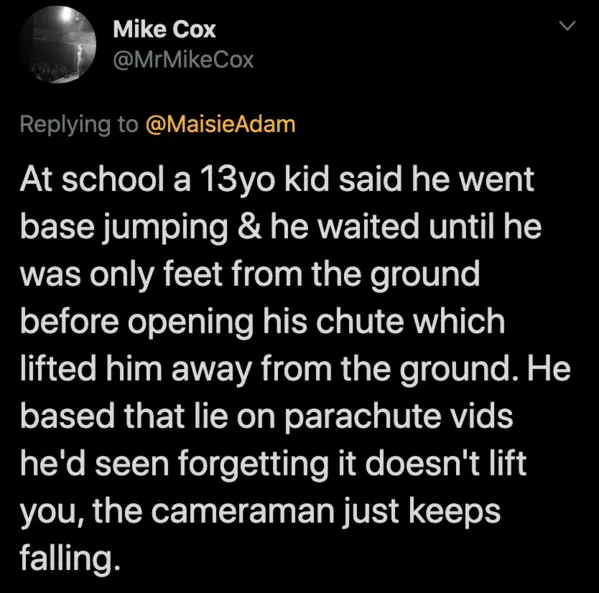 Mike Cox
@MrMikeCox
Replying to @MaisieAdam
At school a 13yo kid said he went
base jumping & he waited until he
was only feet from the ground
before opening his chute which
lifted him away from the ground. He
based that lie on parachute vids
he'd seen forgetting it doesn't lift
you, the cameraman just keeps
falling.